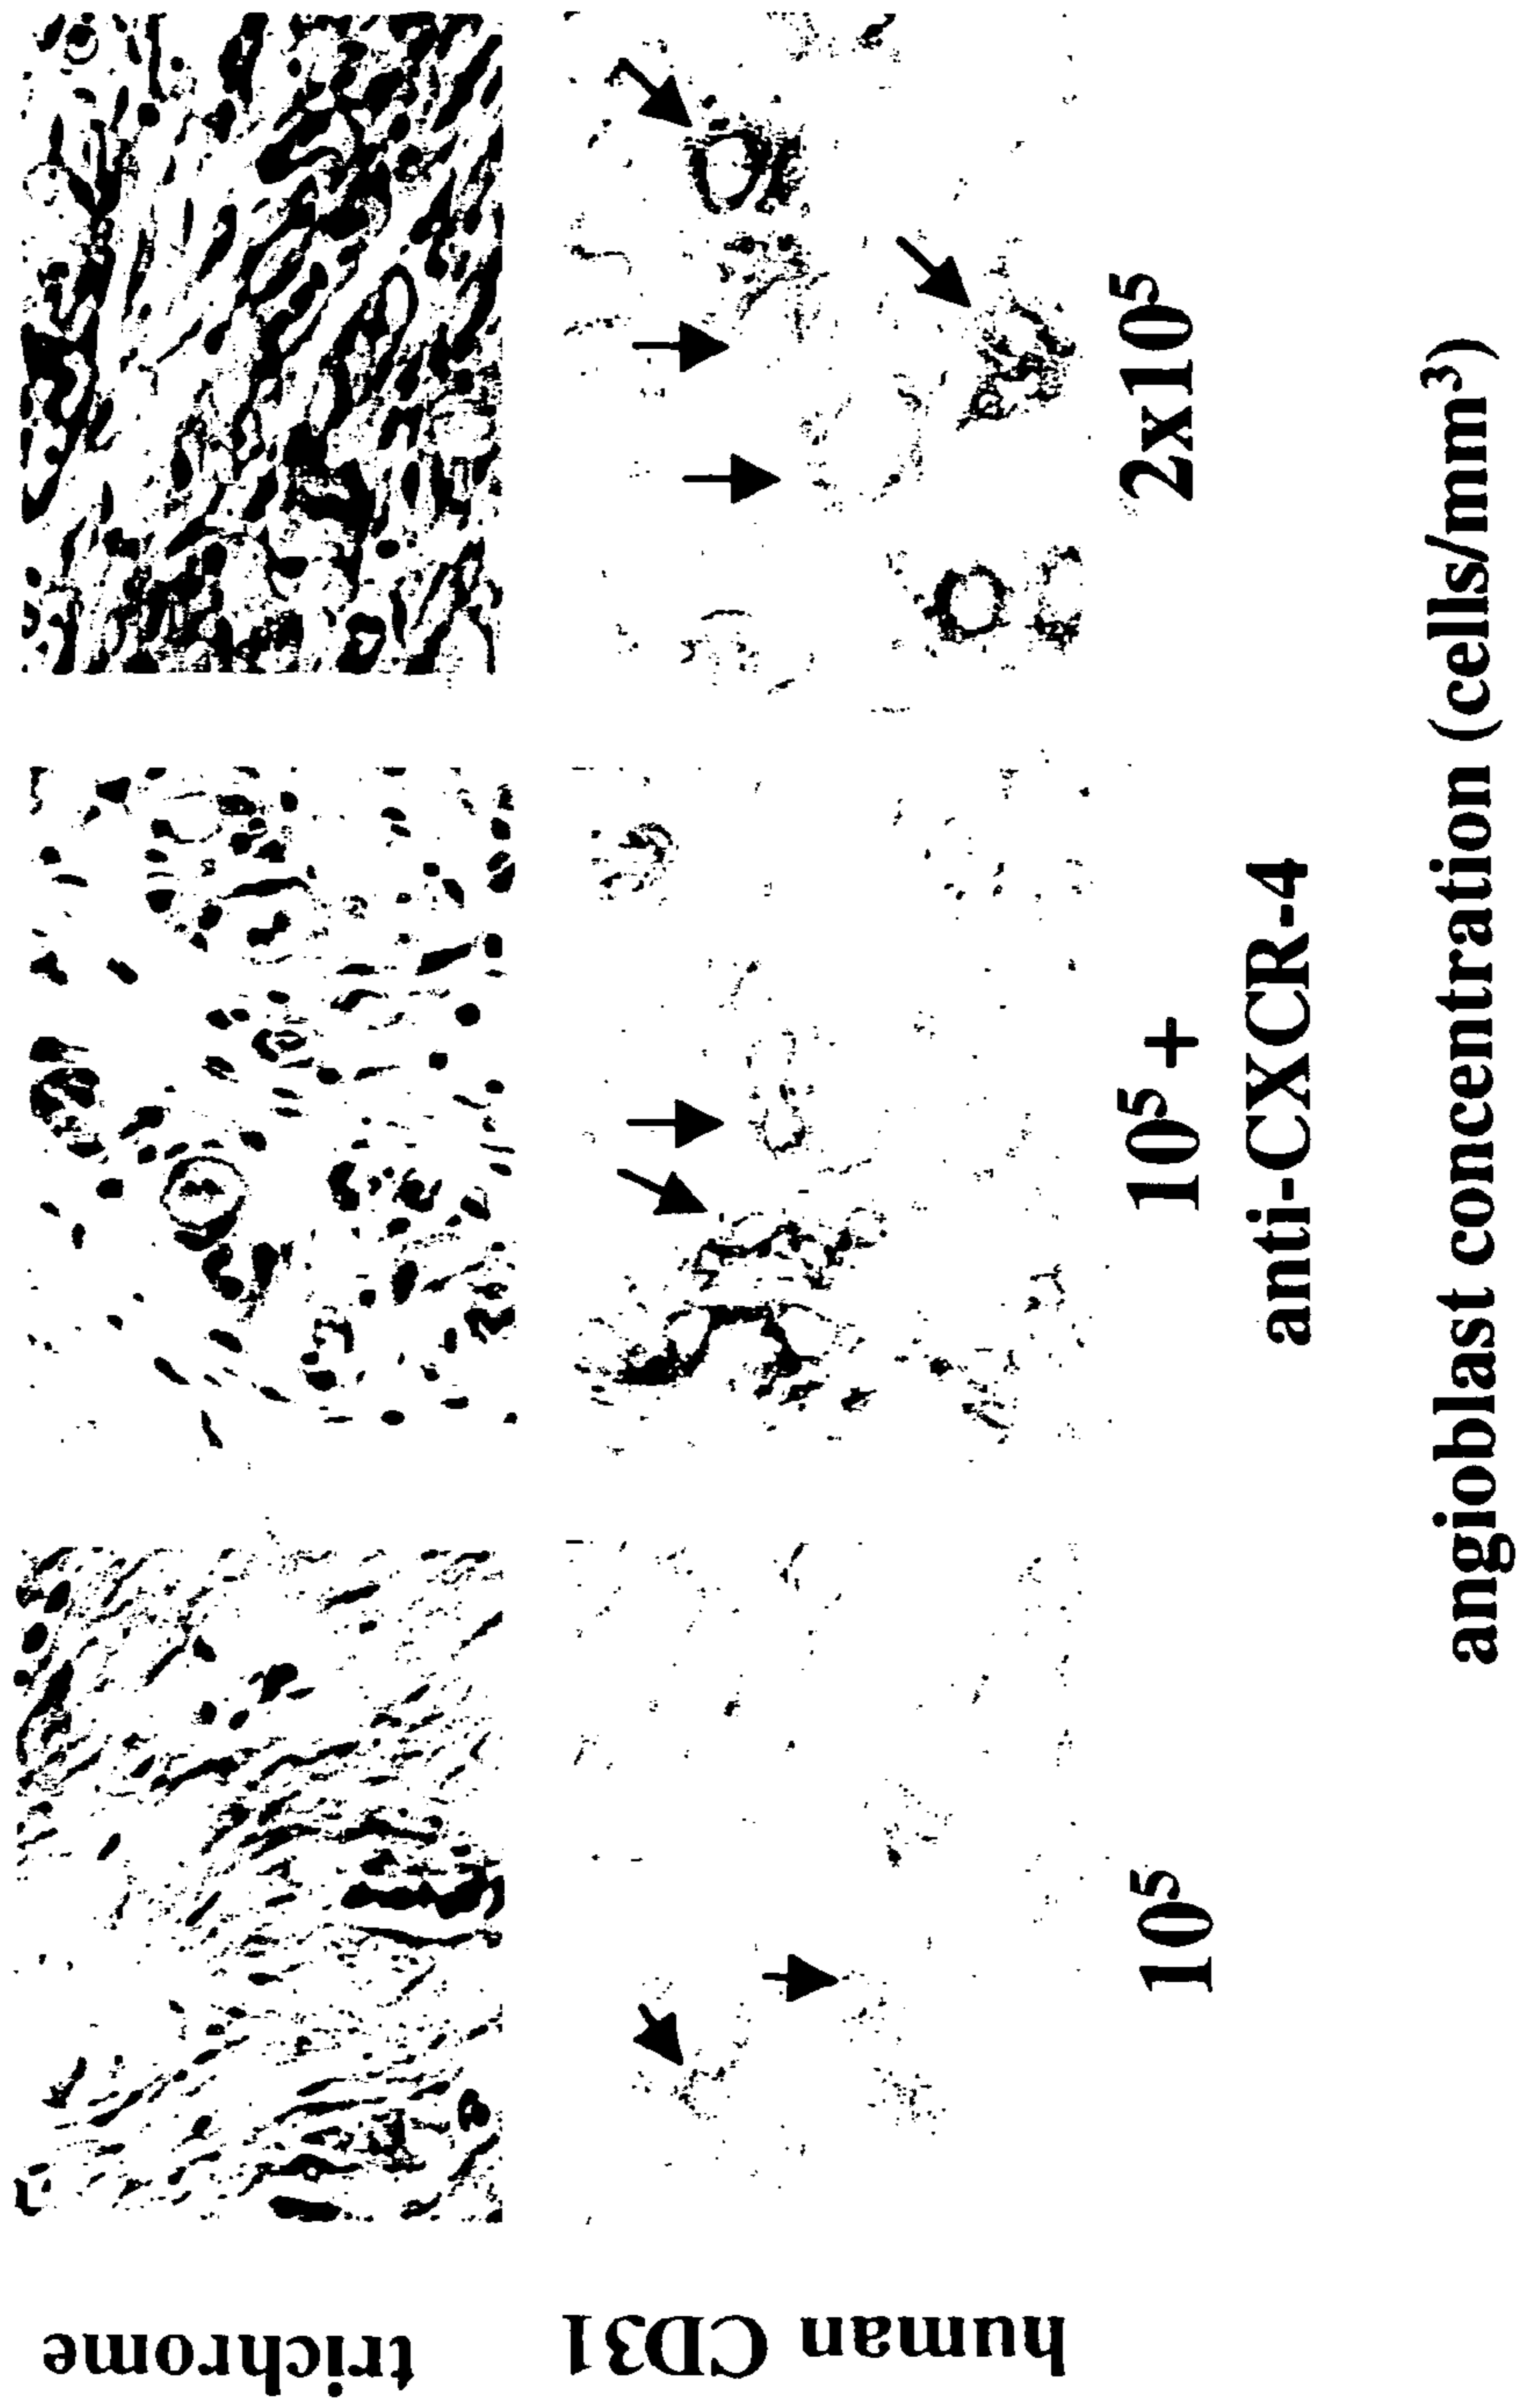 trichrome
human CD31
10⁵
10⁵ +
anti-CXCR-4
2x10⁵
angioblast concentration (cells/mm³)